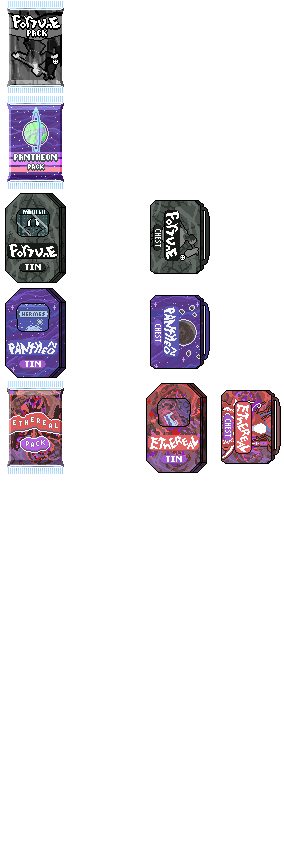 FORTUNE
PACK
PANTHEON
PACK
FORTUNE
TIN
FORTUNE
CHEST
HERMES
PANTHEON
TIN
PANTHEON
CHEST
ETHEREAL
PACK
ETHEREAL
TIN
ETHEREAL
CHEST